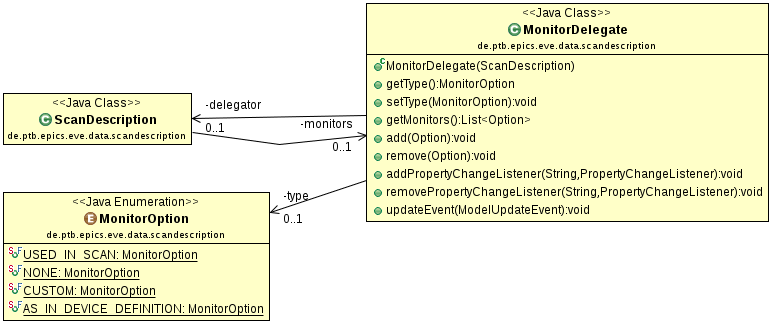 <<Java Class>>
MonitorDelegate
de.ptb.epics.eve.data.scandescription
MonitorDelegate(ScanDescription)
getType():MonitorOption
setType(MonitorOption):void
getMonitors():List<Option>
add(Option):void
remove(Option):void
addPropertyChangeListener(String,PropertyChangeListener):void
removePropertyChangeListener(String,PropertyChangeListener):void
updateEvent(ModelUpdateEvent):void
<<Java Class>>
ScanDescription
de.ptb.epics.eve.data.scandescription
-delegator
0..1
-monitors
0..1
<<Java Enumeration>>
MonitorOption
de.ptb.epics.eve.data.scandescription
USED_IN_SCAN: MonitorOption
NONE: MonitorOption
CUSTOM: MonitorOption
AS_IN_DEVICE_DEFINITION: MonitorOption
-type
0..1